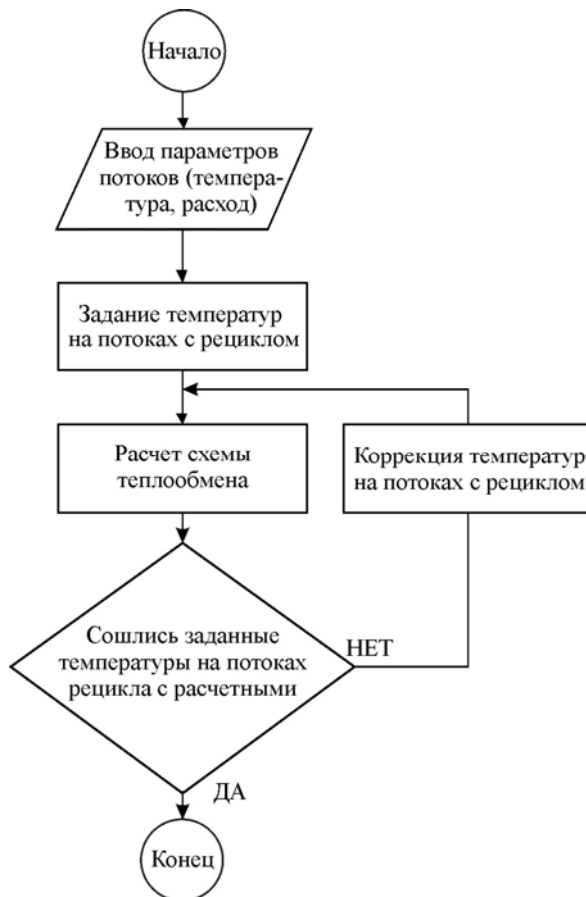 Начало
Ввод параметров
потоков (темпера-
тура, расход)
Задание температур
на потоках с рециклом
Расчет схемы
теплообмена
Коррекция температур
на потоках с рециклом
Сошлись заданные
температуры на потоках
рецикла с расчетными
НЕТ
ДА
Конец